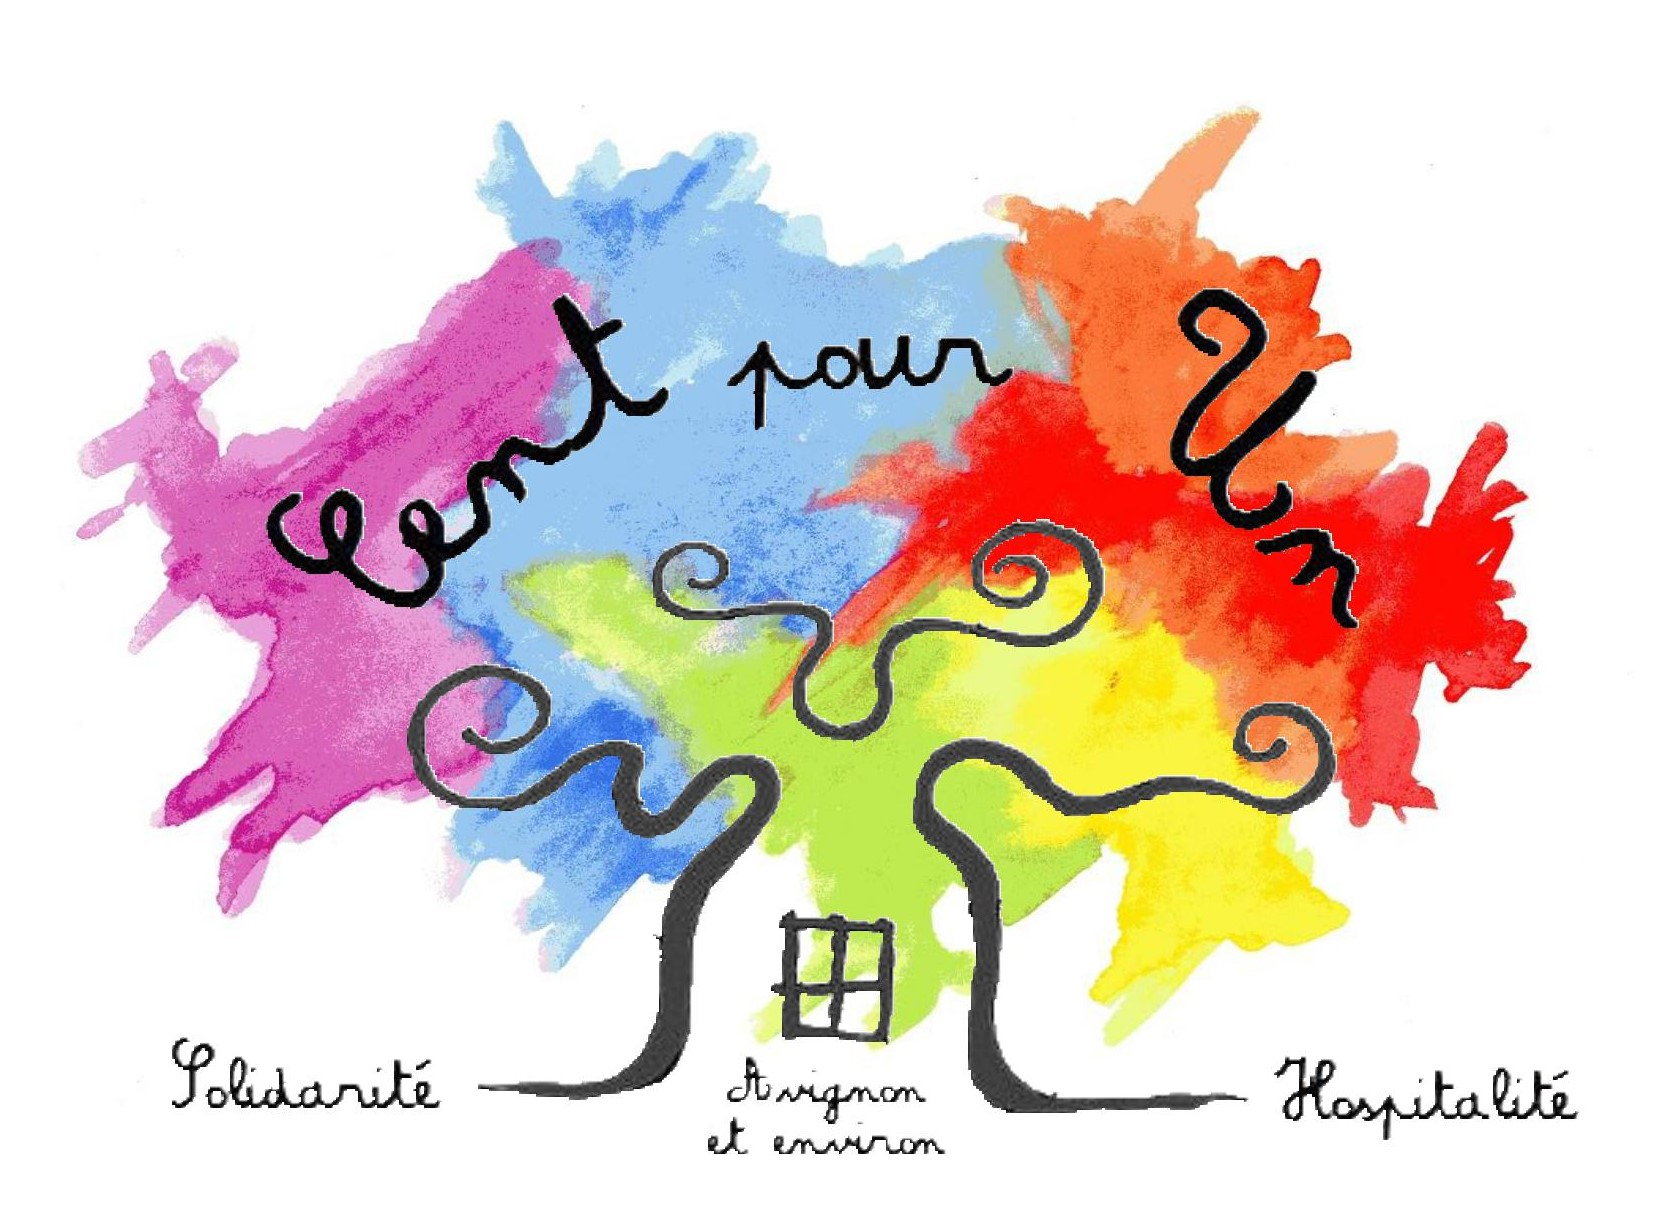 Cent pour Un
Solidarité
Avignon
et environ
Hospitalité